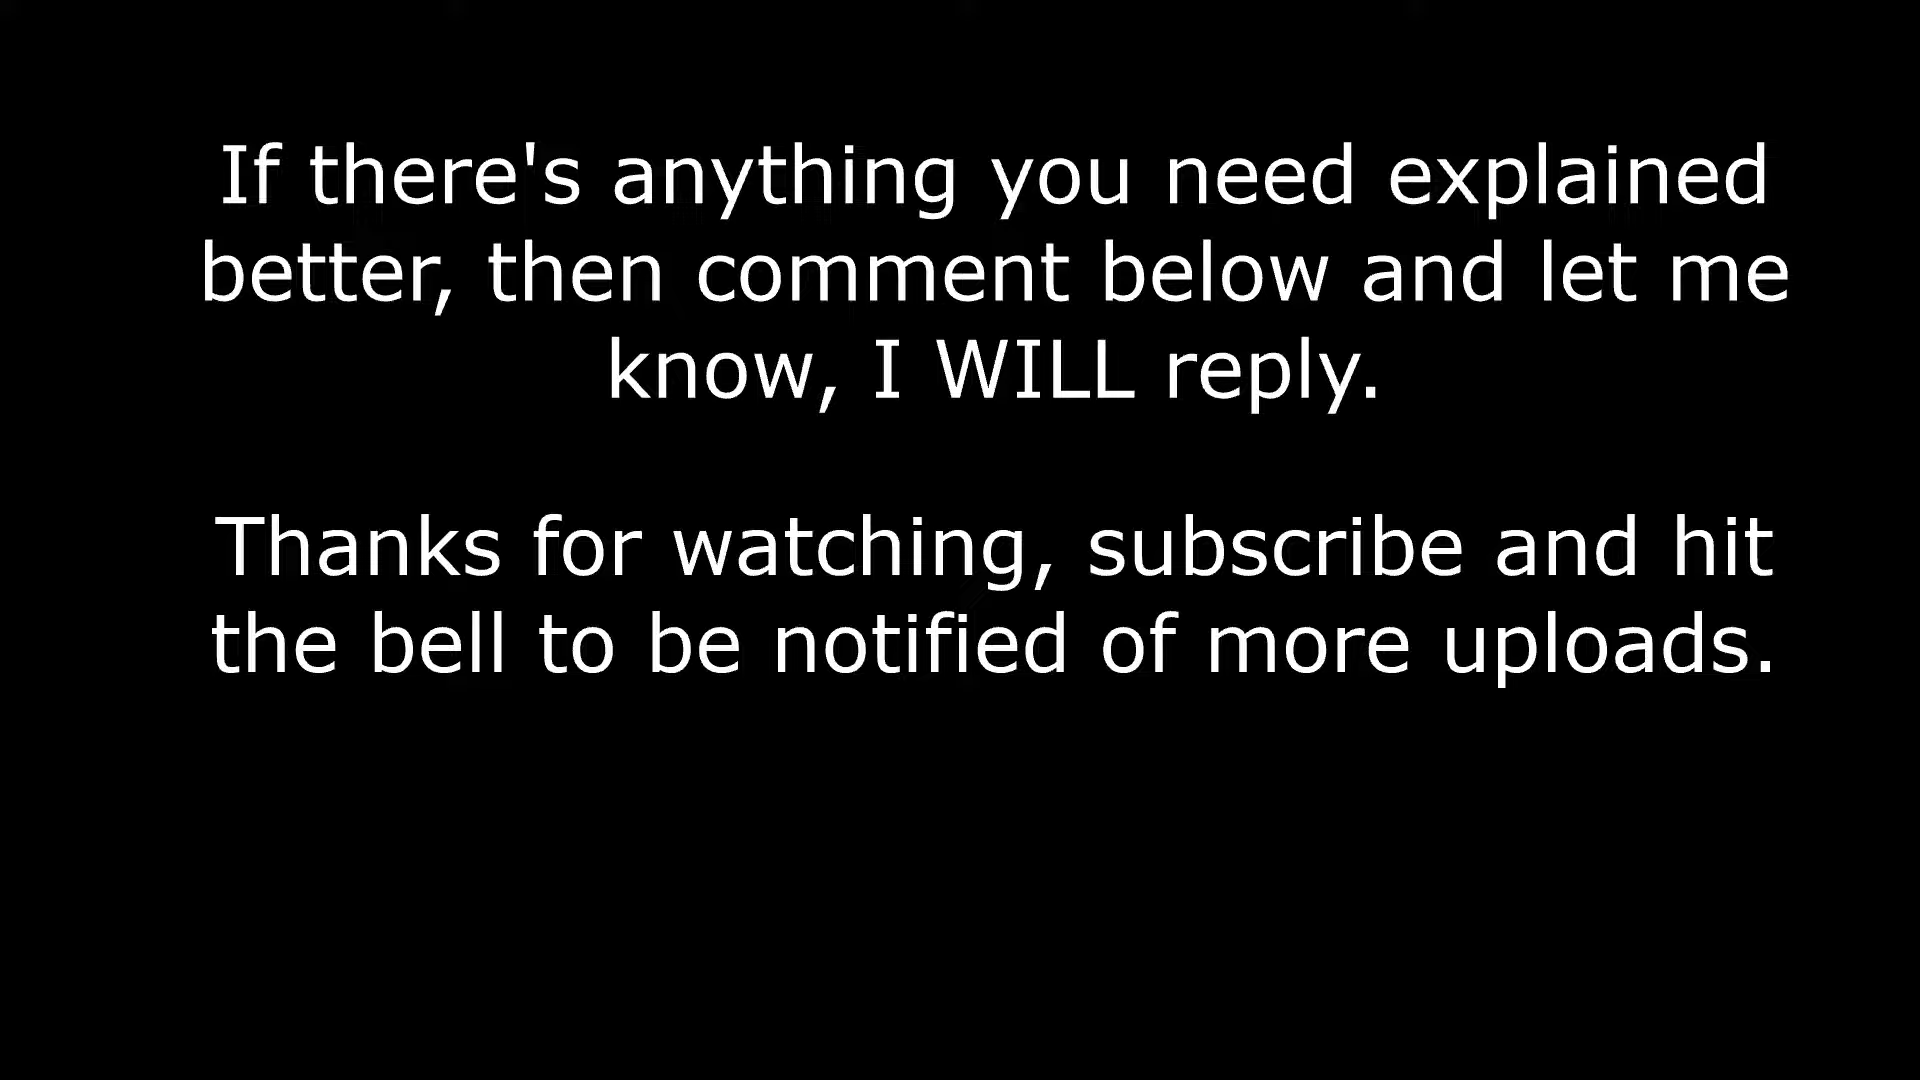 If there's anything you need explained
better, then comment below and let me
know, I WILL reply.
Thanks for watching, subscribe and hit
the bell to be notified of more uploads.